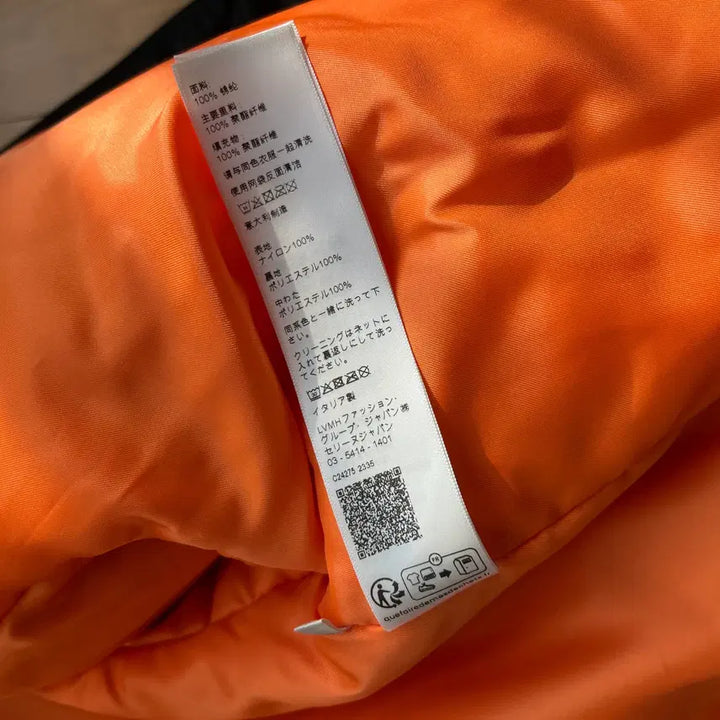 面料
100% 锦纶
主要里料
100% 聚酯纤维
填充物:
100% 聚酯纤维
请与同色衣服一起清洗
使用网袋反面清洁
意大利制造
表地
ナイロン100%
裏地
ポリエステル100%
中わた
ポリエステル100%
同系色と一緒に洗って下
さい。
クリーニングはネットに
入れて裏返しにして洗っ
てください。
イタリア製
LVMHファッション・
グループ・ジャパン㈱
セリーヌジャパン
03 - 5414 - 1401
C24275 2335
FR
quefairedemesdechets.fr